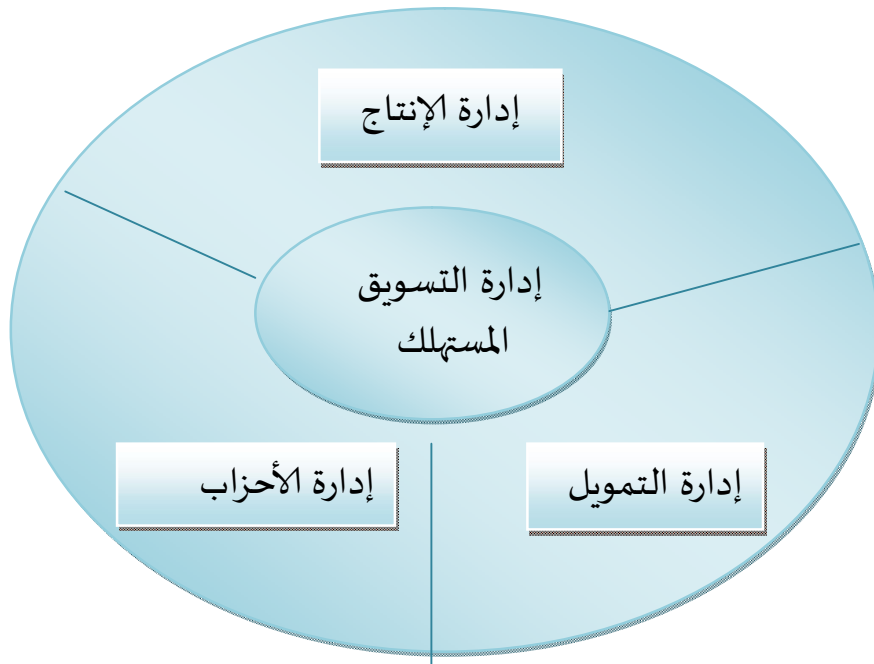 إدارة الإنتاج
إدارة التسويق
المستهلك
إدارة التمويل
إدارة الأحزاب